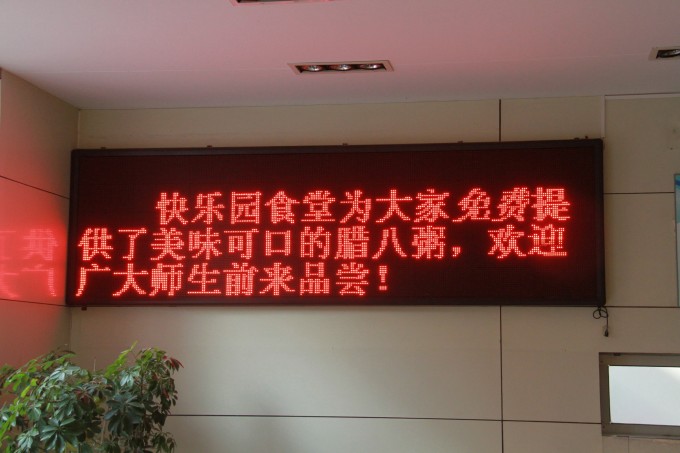 快乐园食堂为大家免费提
供了美味可口的腊八粥，欢迎
广大师生前来品尝！